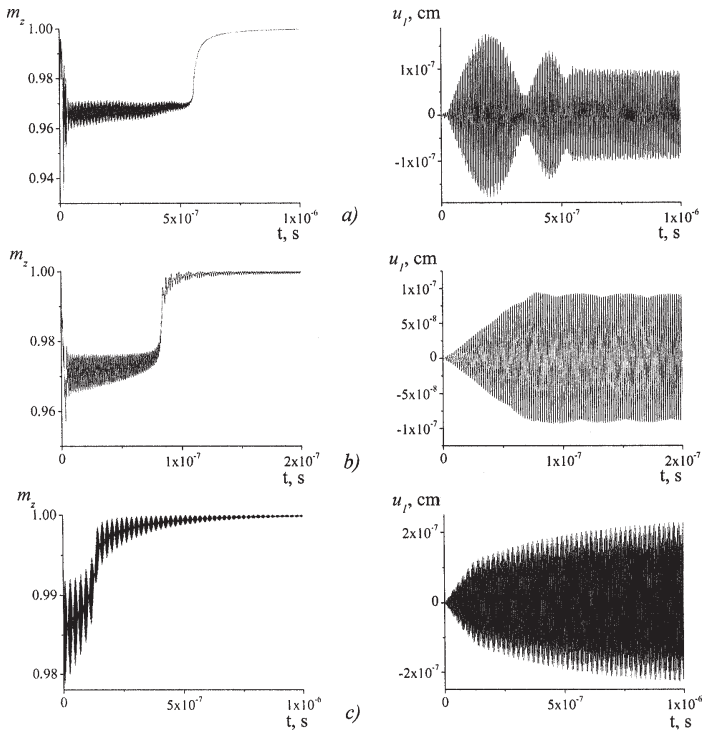 m_z
1.00
0.98
0.96
0.94
0
5x10⁻⁷
1x10⁻⁶
t, s
a)
u_l, cm
1x10⁻⁷
0
-1x10⁻⁷
0
5x10⁻⁷
1x10⁻⁶
t, s
m_z
1.00
0.98
0.96
0
1x10⁻⁷
2x10⁻⁷
t, s
b)
u_l, cm
1x10⁻⁷
5x10⁻⁸
0
-5x10⁻⁸
-1x10⁻⁷
0
1x10⁻⁷
2x10⁻⁷
t, s
m_z
1.00
0.99
0.98
0
5x10⁻⁷
1x10⁻⁶
t, s
c)
u_l, cm
2x10⁻⁷
0
-2x10⁻⁷
0
5x10⁻⁷
1x10⁻⁶
t, s